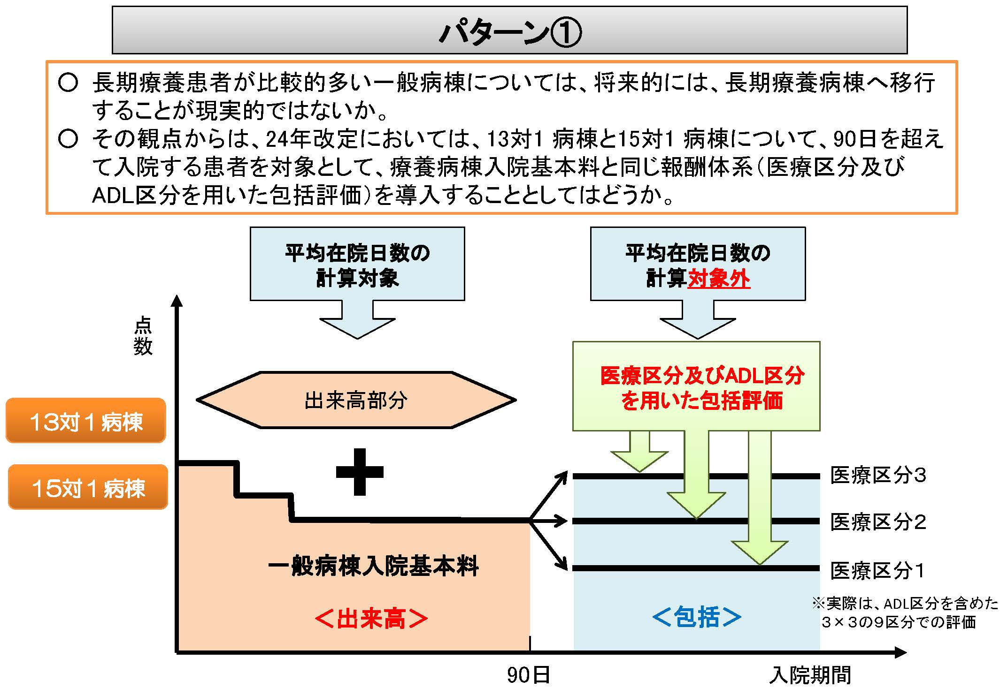 パターン①
○ 長期療養患者が比較的多い一般病棟については、将来的には、長期療養病棟へ移行
することが現実的ではないか。
○ その観点からは、24年改定においては、13対1 病棟と15対1 病棟について、90日を超え
て入院する患者を対象として、療養病棟入院基本料と同じ報酬体系（医療区分及び
ADL区分を用いた包括評価）を導入することとしてはどうか。
平均在院日数の
計算対象
平均在院日数の
計算対象外
点
数
医療区分及びADL区分
を用いた包括評価
出来高部分
13対１病棟
15対１病棟
＋
医療区分３
医療区分２
医療区分１
一般病棟入院基本料
＜出来高＞
＜包括＞
※実際は、ADL区分を含めた
３×３の９区分での評価
90日
入院期間